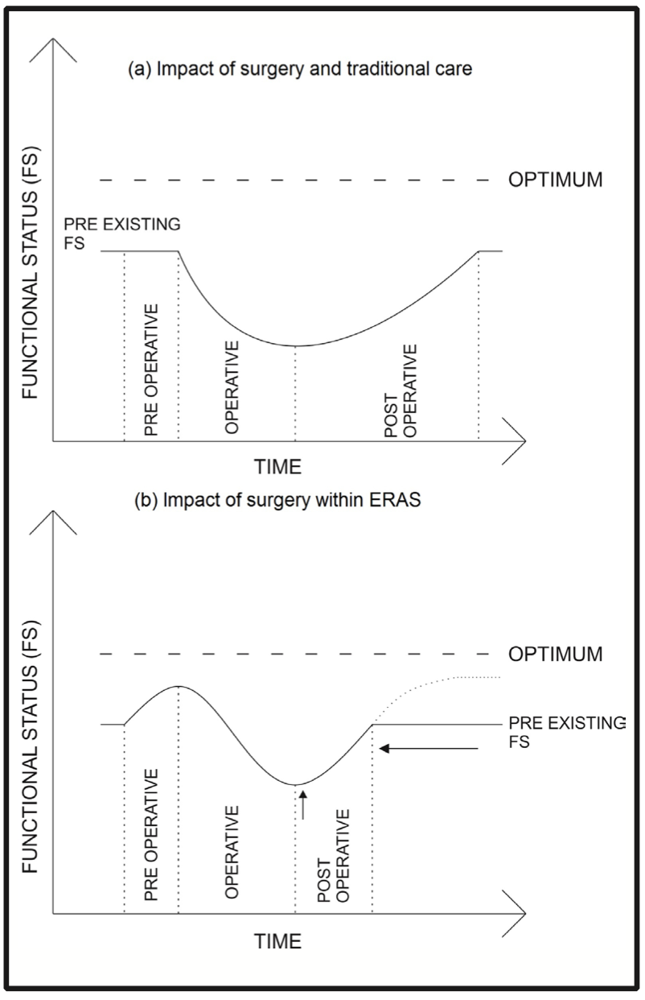 (a) Impact of surgery and traditional care
FUNCTIONAL STATUS (FS)
OPTIMUM
PRE EXISTING
FS
PRE OPERATIVE
OPERATIVE
POST
OPERATIVE
TIME
(b) Impact of surgery within ERAS
FUNCTIONAL STATUS (FS)
OPTIMUM
PRE EXISTING
FS
PRE OPERATIVE
OPERATIVE
POST
OPERATIVE
TIME